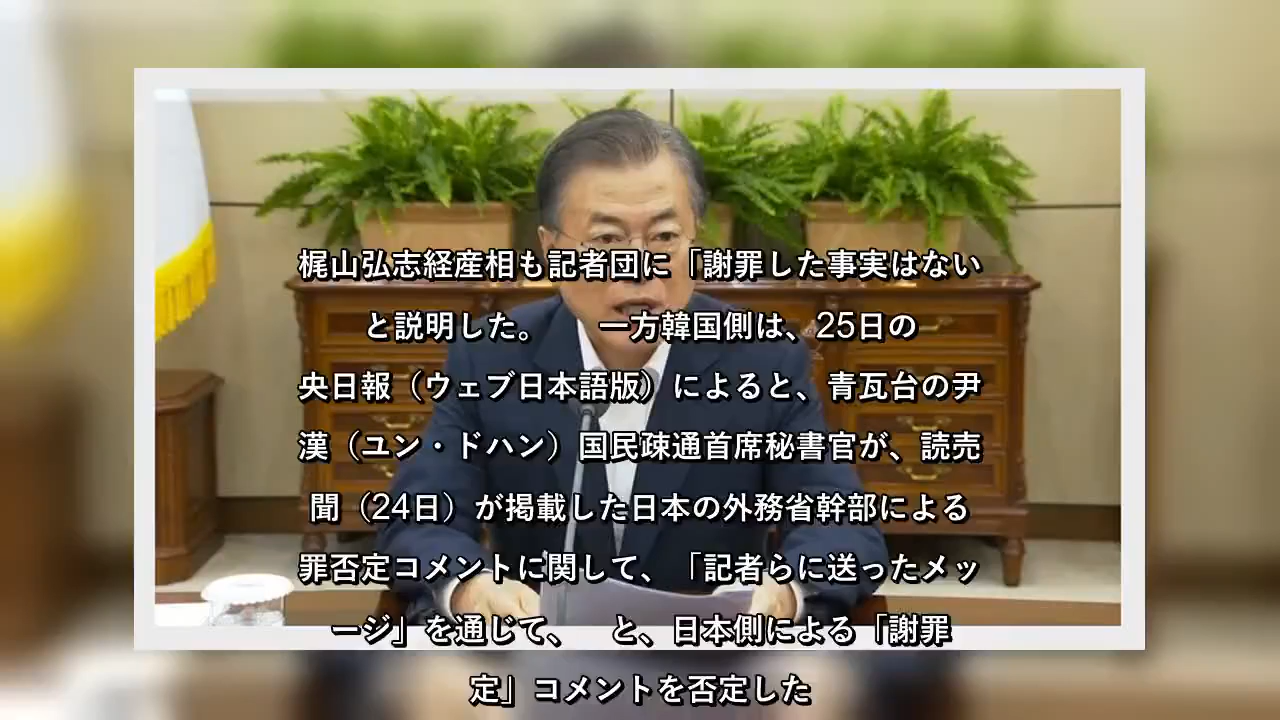 梶山弘志経産相も記者団に「謝罪した事実はない
と説明した。　　一方韓国側は、25日の
央日報（ウェブ日本語版）によると、青瓦台の尹
漢（ユン・ドハン）国民疎通首席秘書官が、読売
聞（24日）が掲載した日本の外務省幹部による
罪否定コメントに関して、「記者らに送ったメッ
ージ」を通じて、　と、日本側による「謝罪
定」コメントを否定した